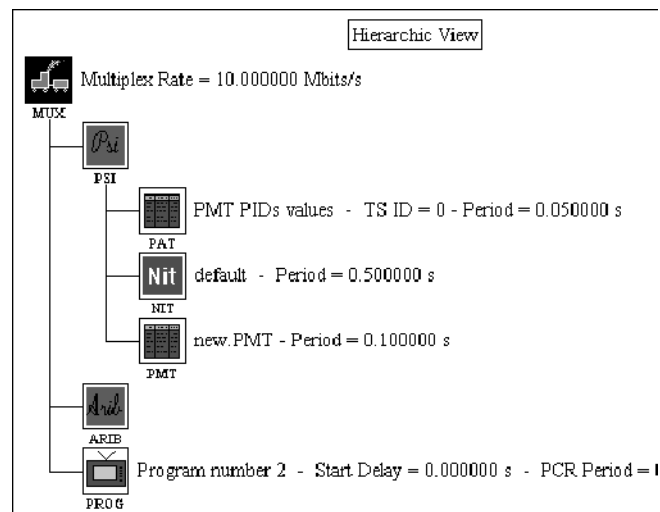 Hierarchic View
Multiplex Rate = 10.000000 Mbits/s
MUX
Psi
PSI
PMT PIDs values - TS ID = 0 - Period = 0.050000 s
PAT
Nit
default - Period = 0.500000 s
NIT
new.PMT - Period = 0.100000 s
PMT
Arib
ARIB
Program number 2 - Start Delay = 0.000000 s - PCR Period =
PROG